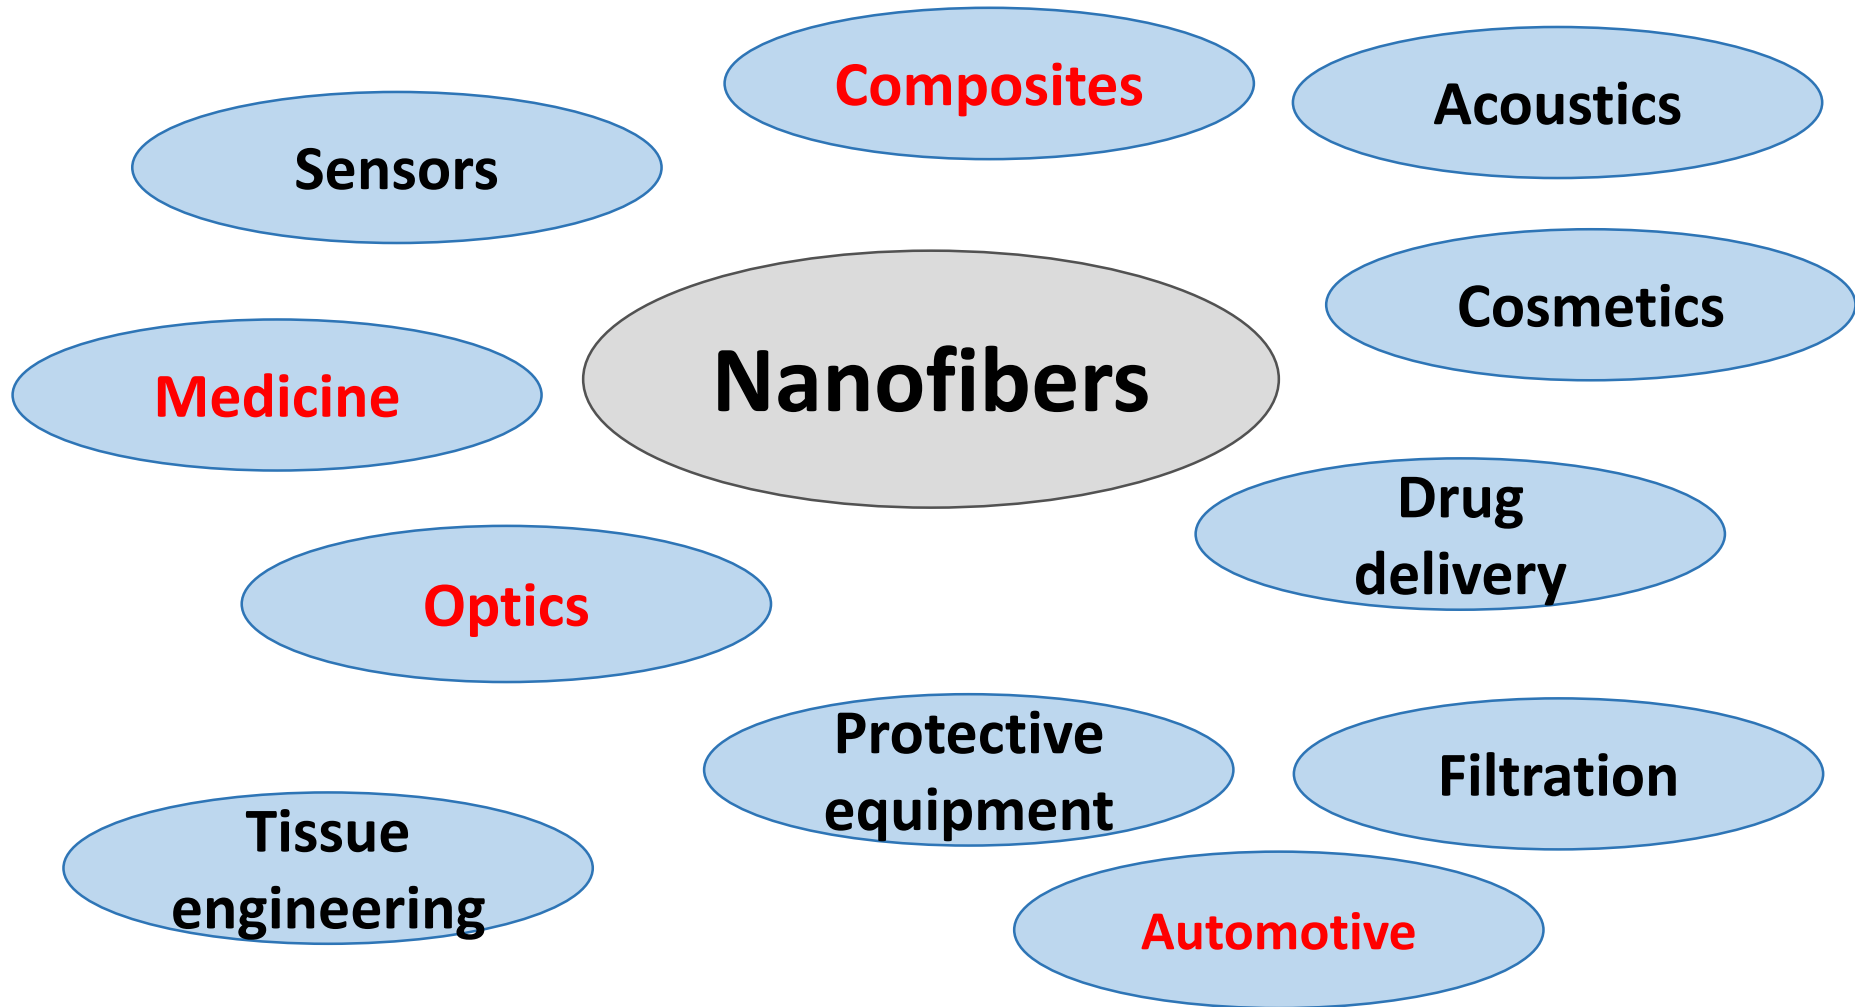 Composites
Acoustics
Sensors
Cosmetics
Nanofibers
Medicine
Drug
delivery
Optics
Protective
equipment
Filtration
Tissue
engineering
Automotive